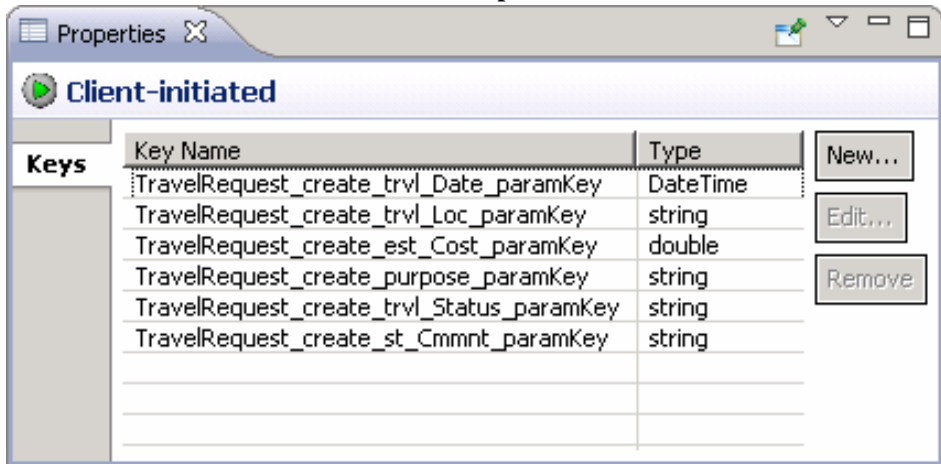 Properties
Client-initiated
Keys
Key Name Type
TravelRequest_create_trvl_Date_paramKey DateTime
TravelRequest_create_trvl_Loc_paramKey string
TravelRequest_create_est_Cost_paramKey double
TravelRequest_create_purpose_paramKey string
TravelRequest_create_trvl_Status_paramKey string
TravelRequest_create_st_Cmmnt_paramKey string
New...
Edit...
Remove